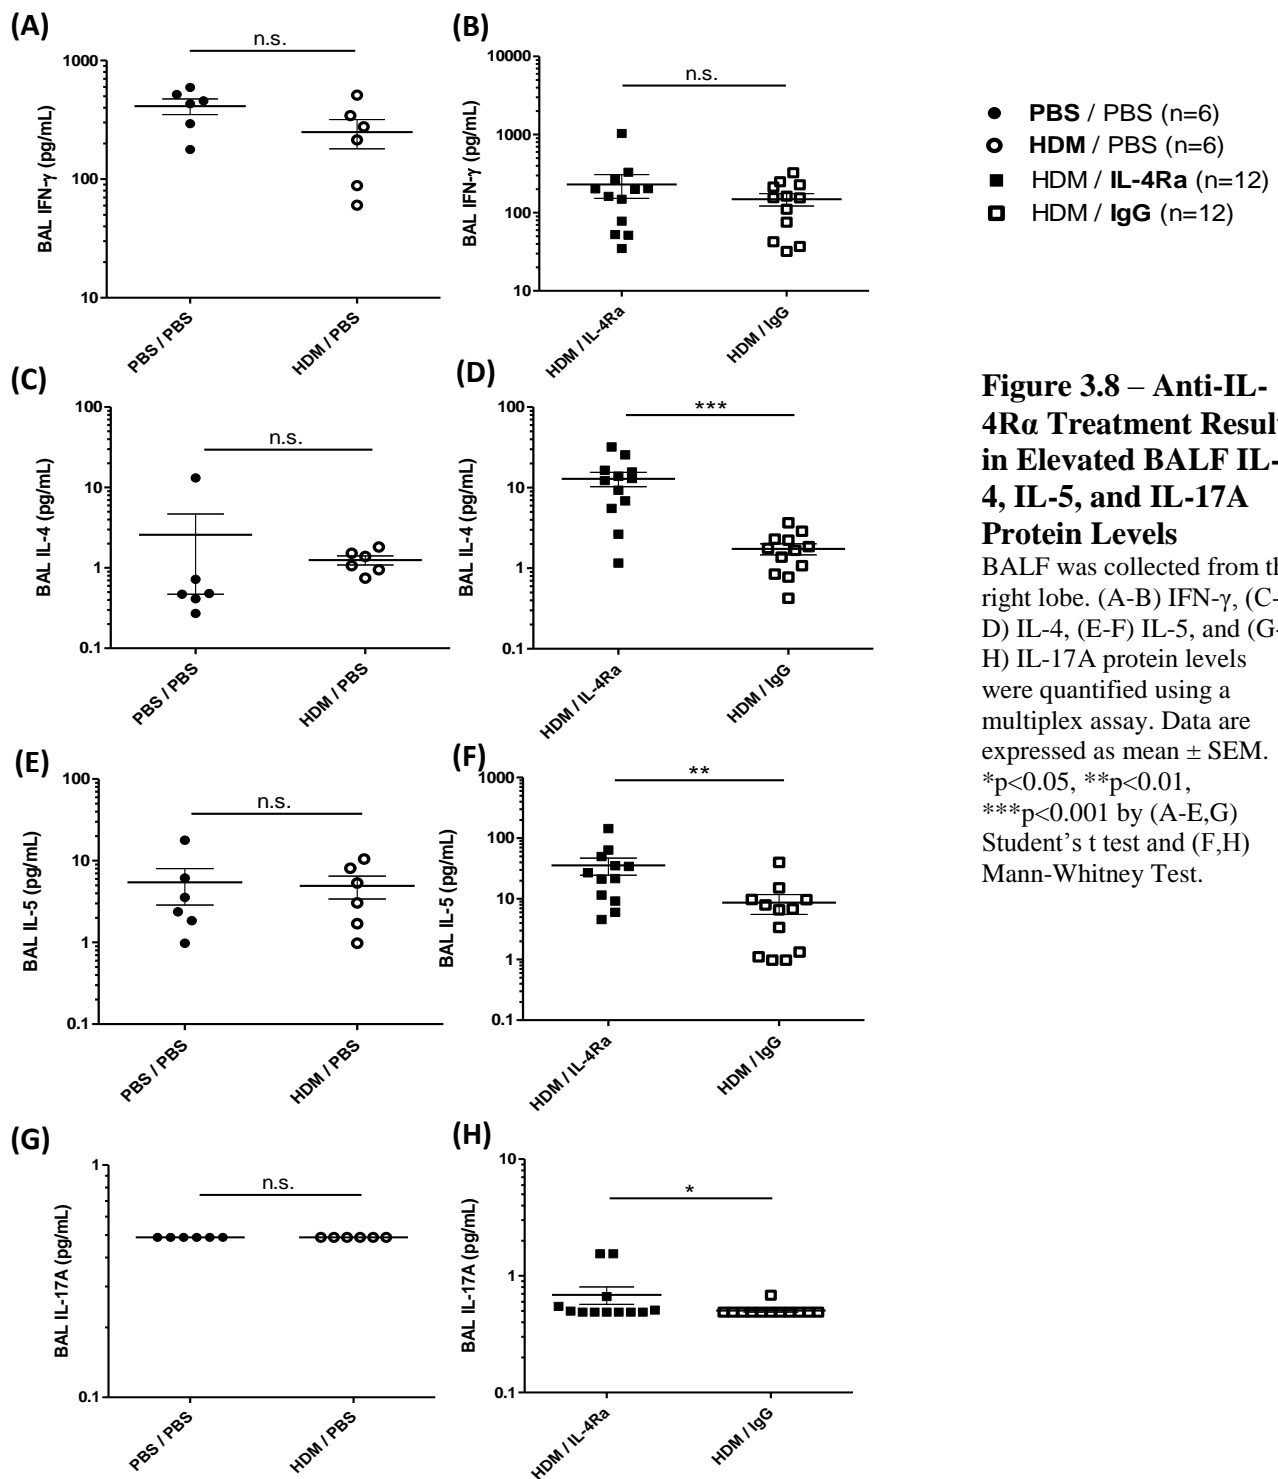 (A)
n.s.
1000
100
10
BAL IFN-γ (pg/mL)
PBS / PBS
HDM / PBS
(B)
n.s.
10000
1000
100
10
BAL IFN-γ (pg/mL)
HDM / IL-4Ra
HDM / IgG
PBS / PBS (n=6)
HDM / PBS (n=6)
HDM / IL-4Ra (n=12)
HDM / IgG (n=12)
(C)
n.s.
100
10
1
0.1
BAL IL-4 (pg/mL)
PBS / PBS
HDM / PBS
(D)
***
100
10
1
0.1
BAL IL-4 (pg/mL)
HDM / IL-4Ra
HDM / IgG
Figure 3.8 – Anti-IL-
4Rα Treatment Result
in Elevated BALF IL-
4, IL-5, and IL-17A
Protein Levels
BALF was collected from th
right lobe. (A-B) IFN-γ, (C-
D) IL-4, (E-F) IL-5, and (G-
H) IL-17A protein levels
were quantified using a
multiplex assay. Data are
expressed as mean ± SEM.
*p<0.05, **p<0.01,
***p<0.001 by (A-E,G)
Student's t test and (F,H)
Mann-Whitney Test.
(E)
n.s.
100
10
1
0.1
BAL IL-5 (pg/mL)
PBS / PBS
HDM / PBS
(F)
**
1000
100
10
1
0.1
BAL IL-5 (pg/mL)
HDM / IL-4Ra
HDM / IgG
(G)
n.s.
1
0.1
BAL IL-17A (pg/mL)
PBS / PBS
HDM / PBS
(H)
*
10
1
0.1
BAL IL-17A (pg/mL)
HDM / IL-4Ra
HDM / IgG